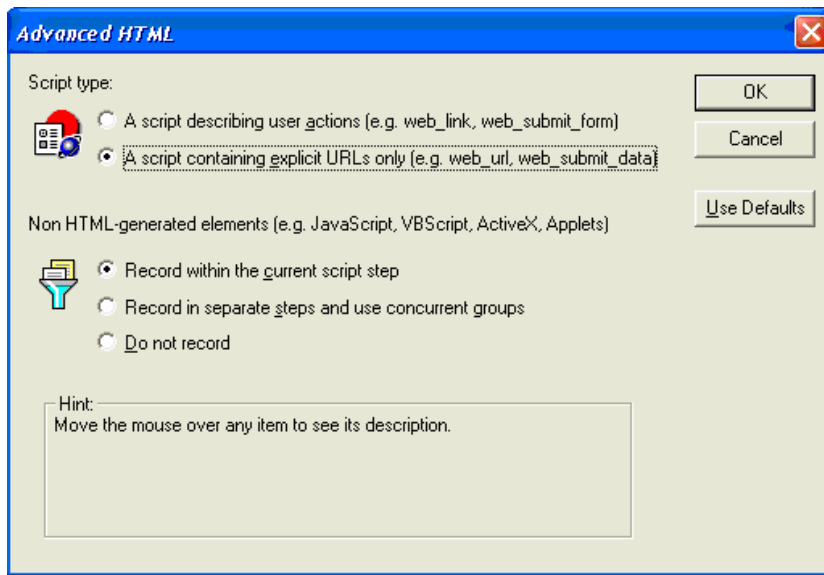 Advanced HTML
Script type:
A script describing user actions (e.g. web_link, web_submit_form)
A script containing explicit URLs only (e.g. web_url, web_submit_data)
Non HTML-generated elements (e.g. JavaScript, VBScript, ActiveX, Applets)
Record within the current script step
Record in separate steps and use concurrent groups
Do not record
Hint:
Move the mouse over any item to see its description.
OK
Cancel
Use Defaults